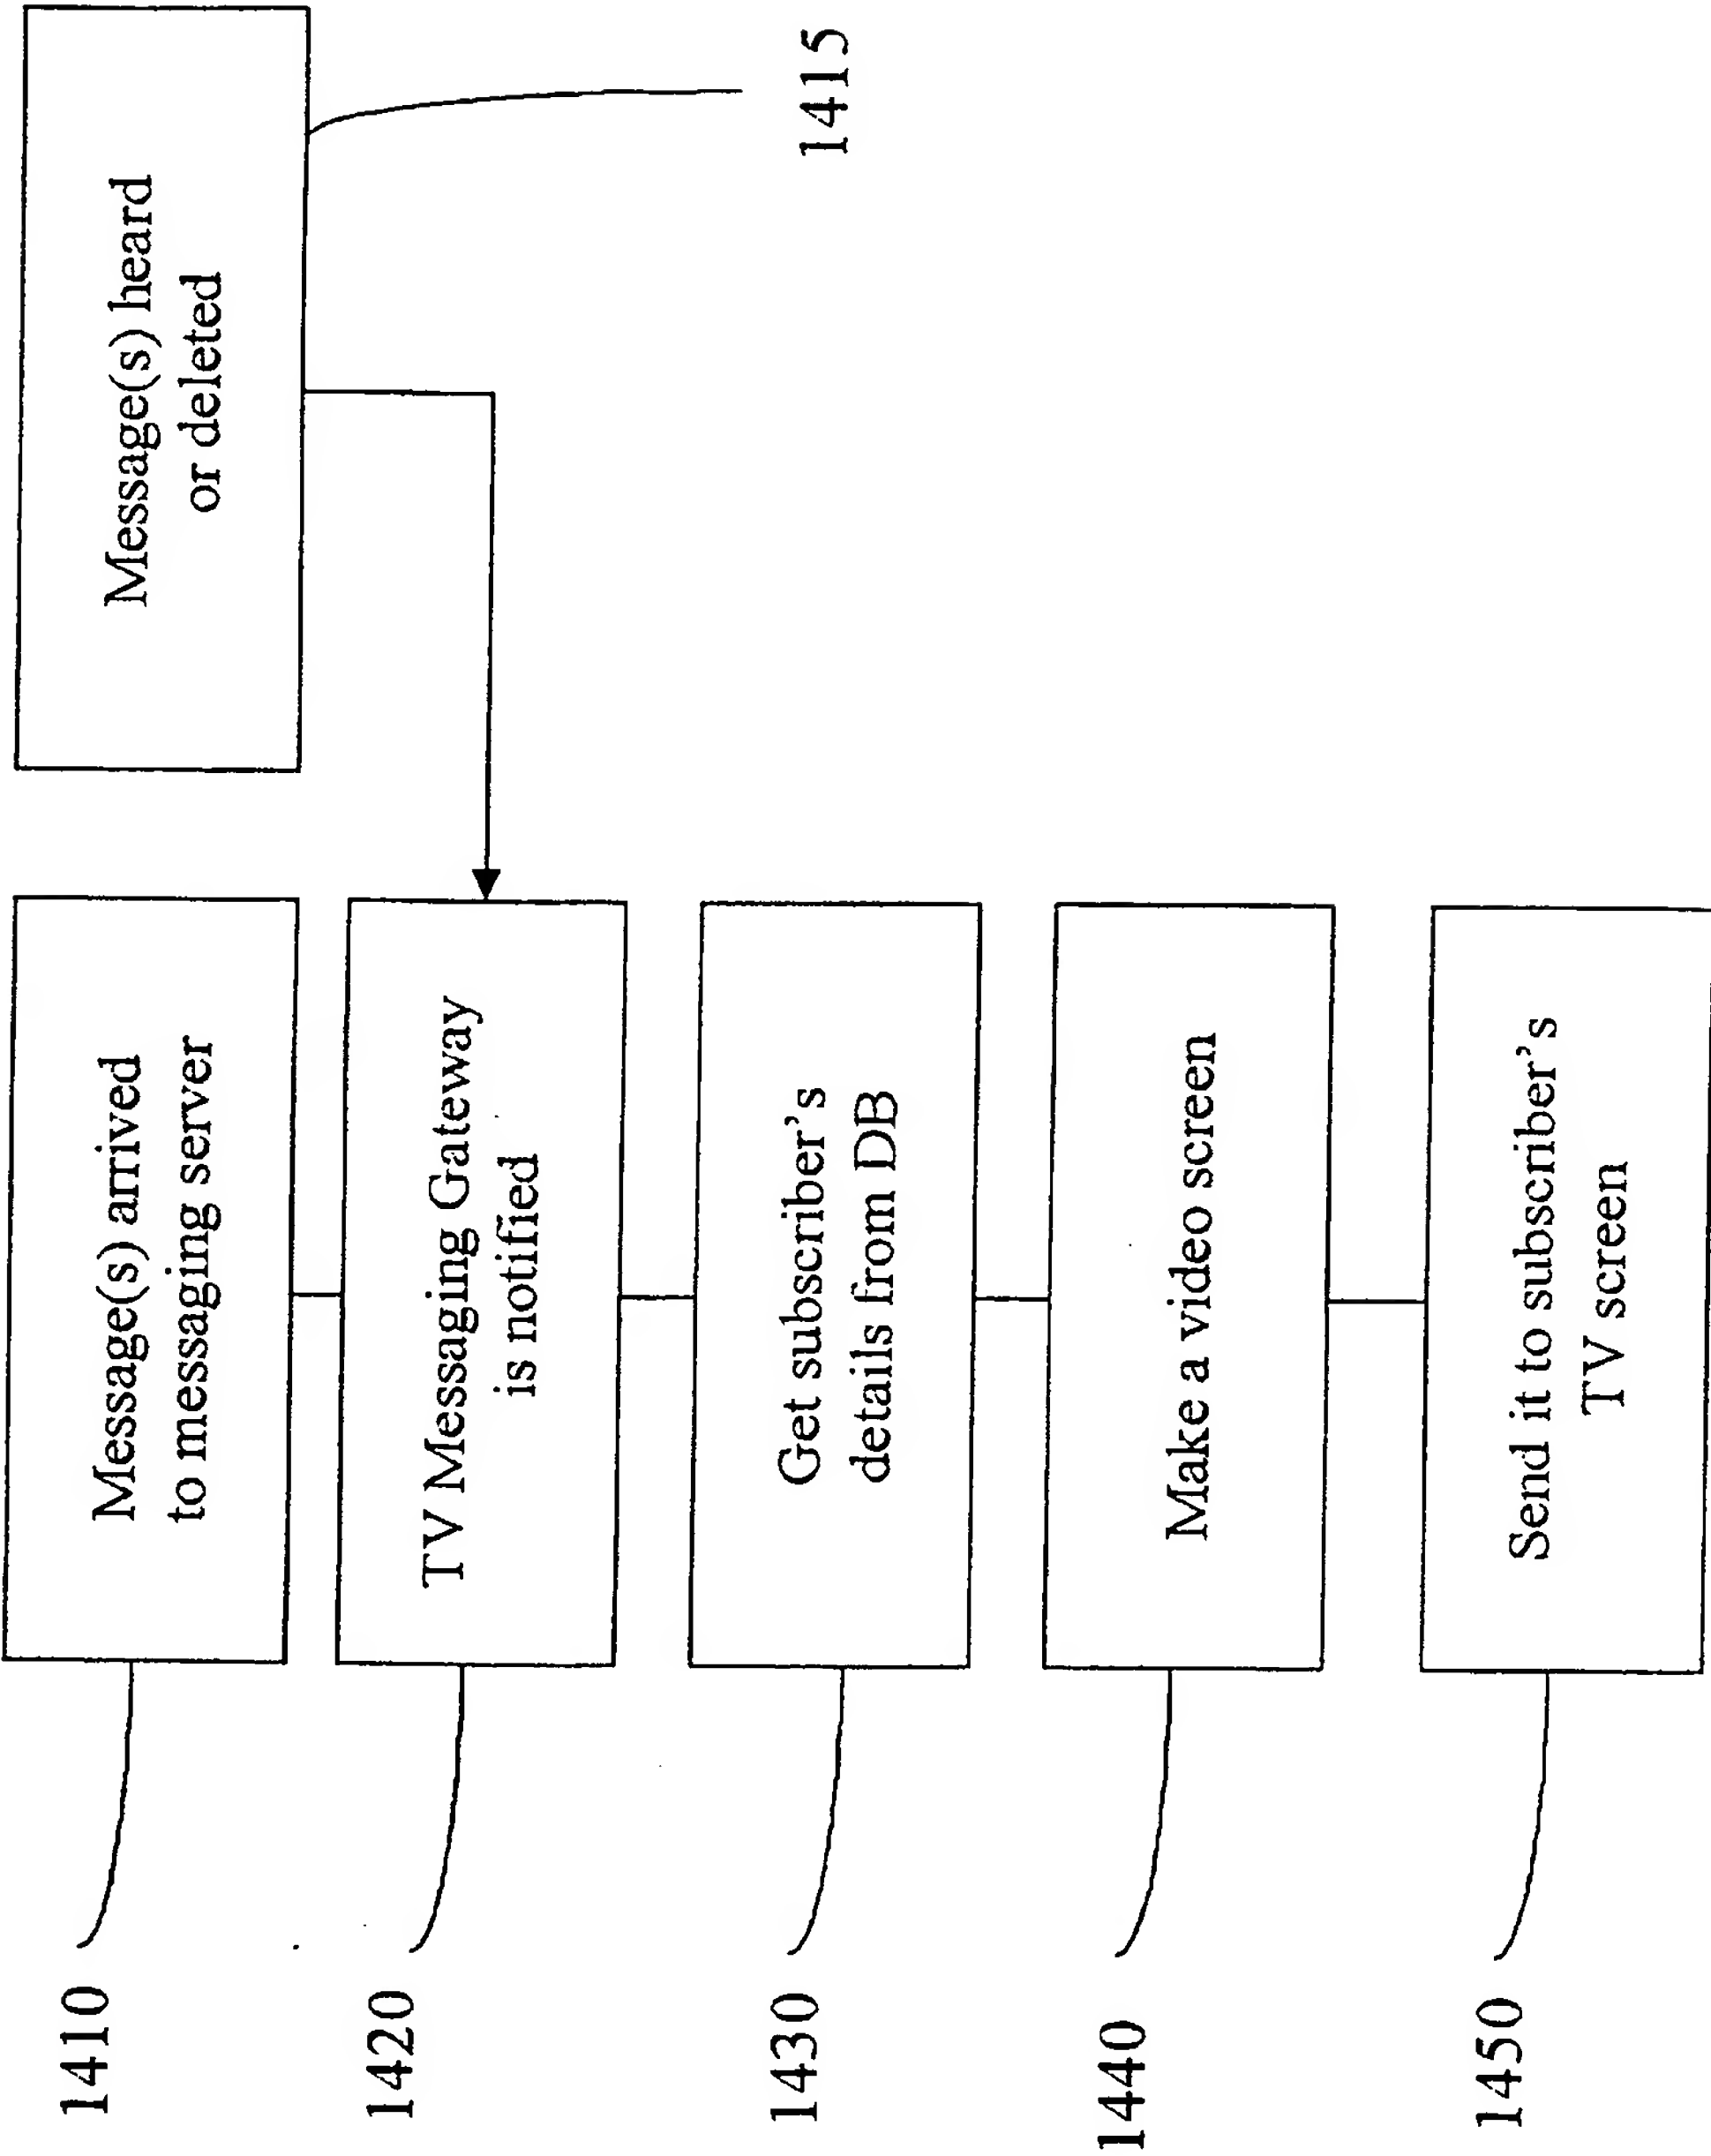 1410
Message(s) arrived
to messaging server
Message(s) heard
or deleted
1415
1420
TV Messaging Gateway
is notified
1430
Get subscriber's
details from DB
1440
Make a video screen
1450
Send it to subscriber's
TV screen